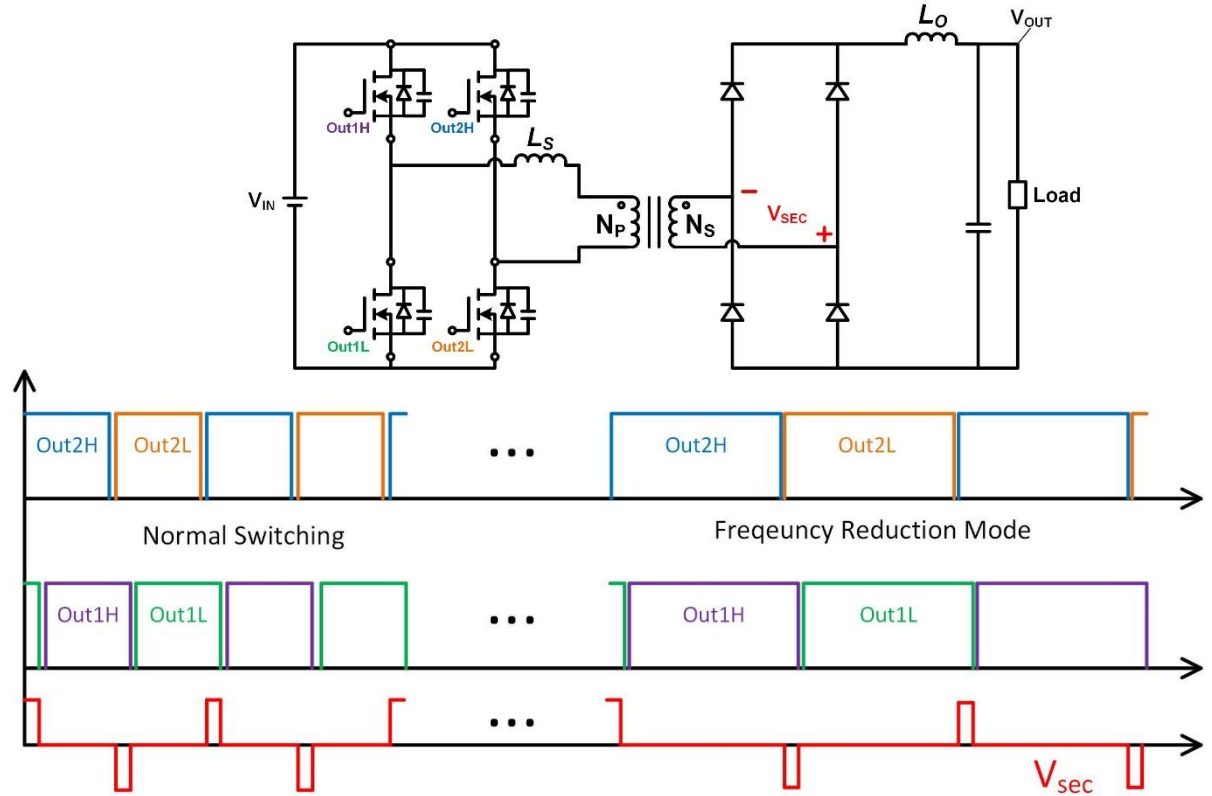 L_O
V_OUT
Out1H
Out2H
L_S
V_IN
N_P
N_S
−
V_SEC
+
Load
Out1L
Out2L
Out2H
Out2L
...
Out2H
Out2L
Normal Switching
Freqeuncy Reduction Mode
Out1H
Out1L
...
Out1H
Out1L
...
V_sec